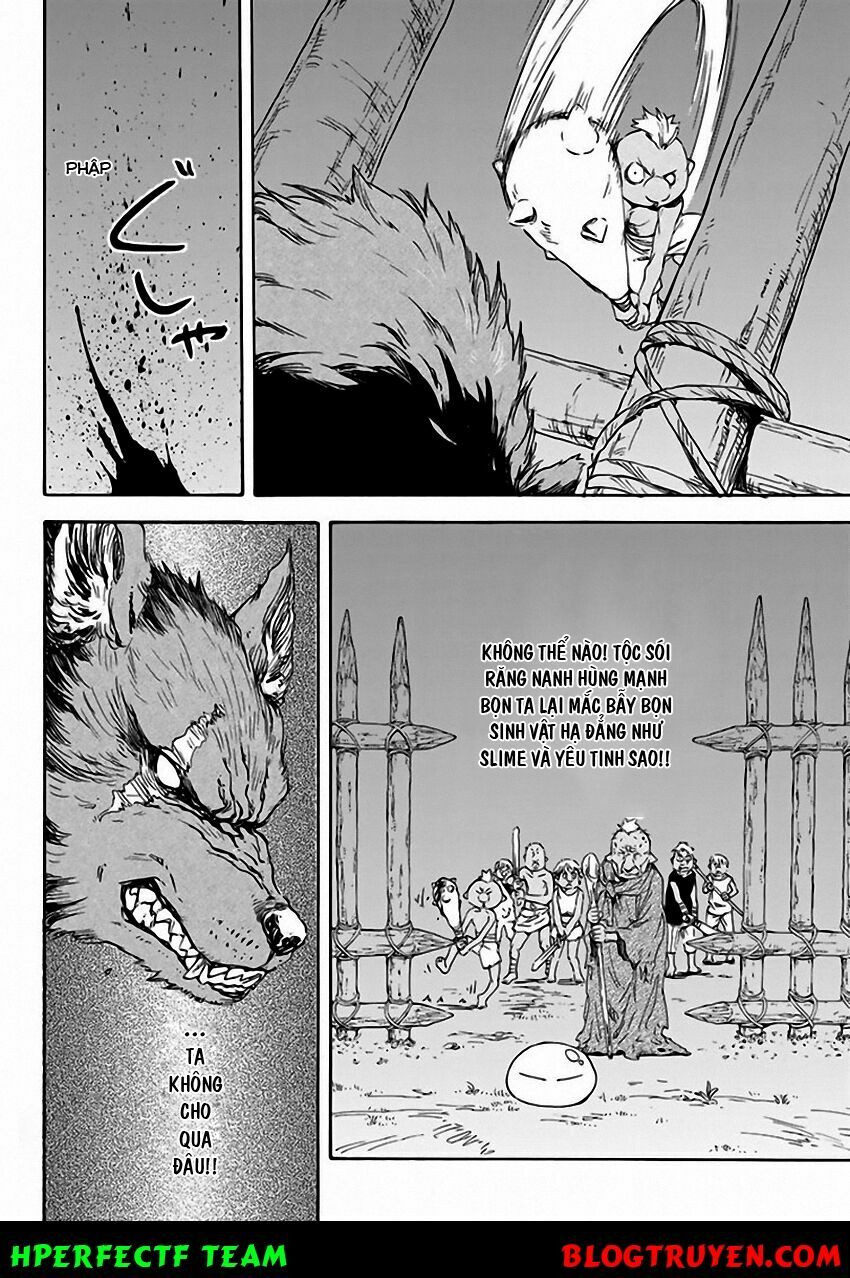 PHẬP
ぐしゃ
KHÔNG THỂ NÀO! TỘC SÓI
RĂNG NANH HÙNG MẠNH
BỌN TA LẠI MẮC BẪY BỌN
SINH VẬT HẠ ĐẲNG NHƯ
SLIME VÀ YÊU TINH SAO!!
...
TA
KHÔNG
CHO
QUA
ĐÂU!!
HPERFECTF TEAM
BLOGTRUYEN.COM